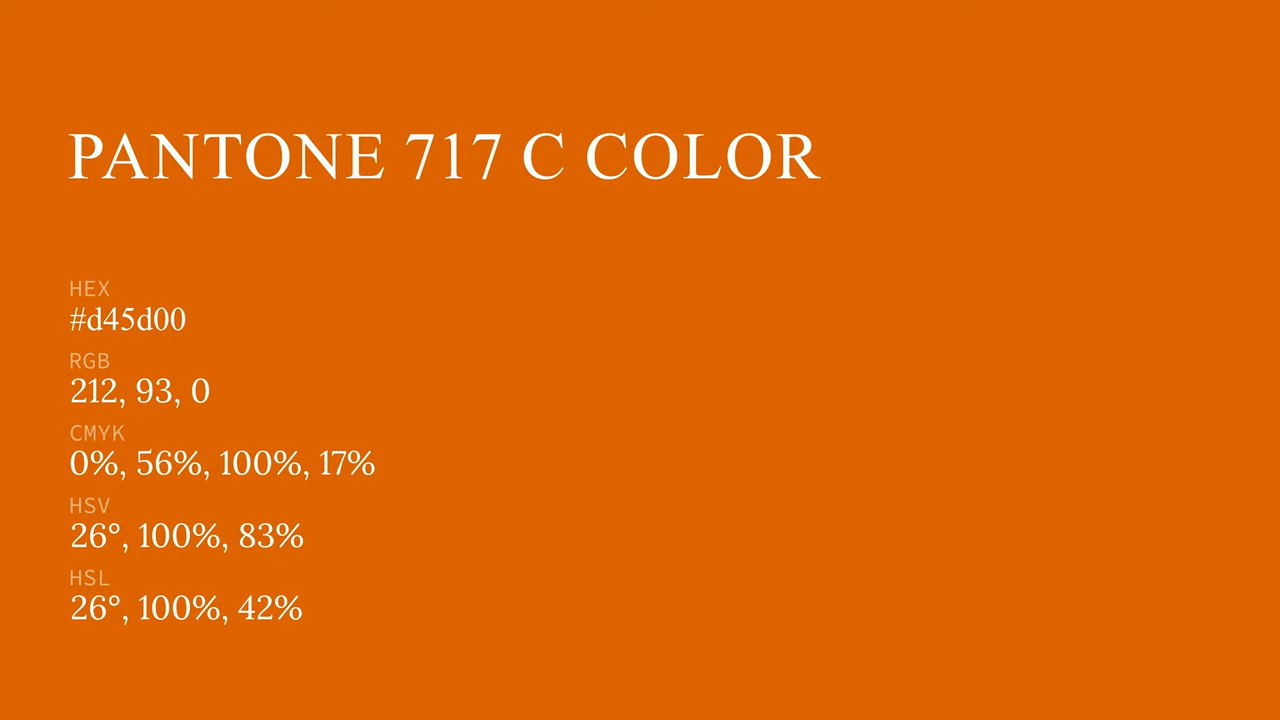 PANTONE 717 C COLOR
HEX
#d45d00
RGB
212, 93, 0
CMYK
0%, 56%, 100%, 17%
HSV
26°, 100%, 83%
HSL
26°, 100%, 42%